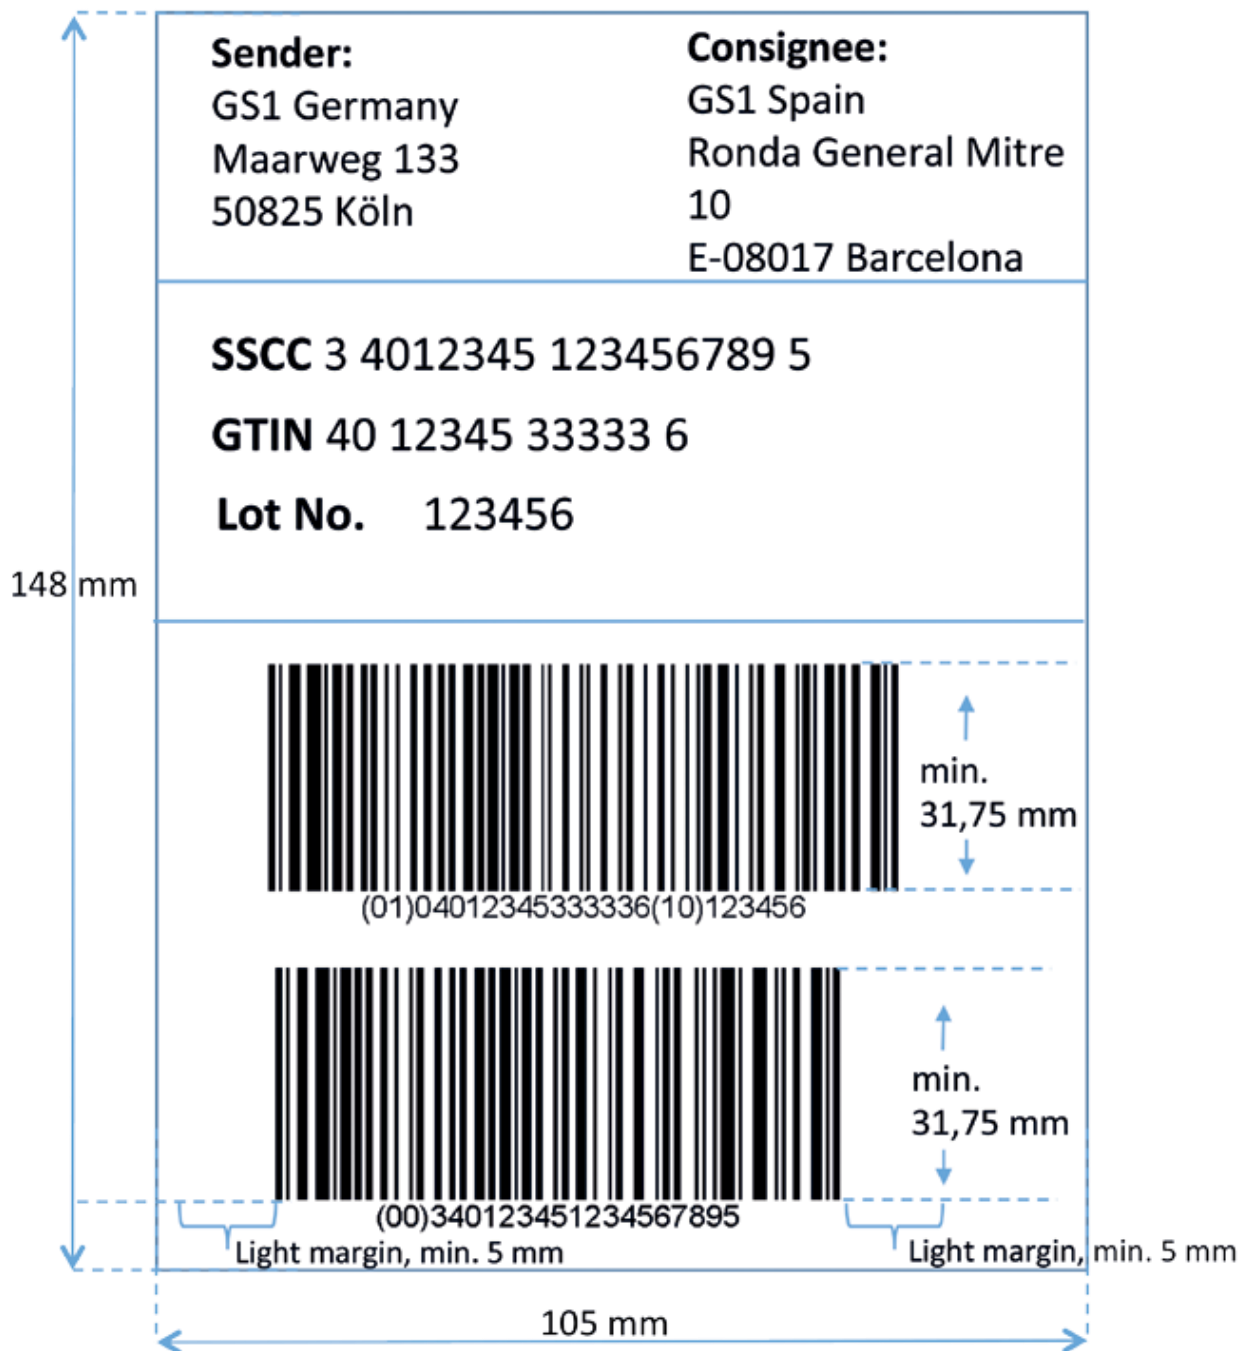 Sender:
GS1 Germany
Maarweg 133
50825 Köln
Consignee:
GS1 Spain
Ronda General Mitre
10
E-08017 Barcelona
SSCC 3 4012345 123456789 5
GTIN 40 12345 33333 6
Lot No. 123456
148 mm
min.
31,75 mm
(01)04012345333336(10)123456
min.
31,75 mm
(00)340123451234567895
Light margin, min. 5 mm
Light margin, min. 5 mm
105 mm